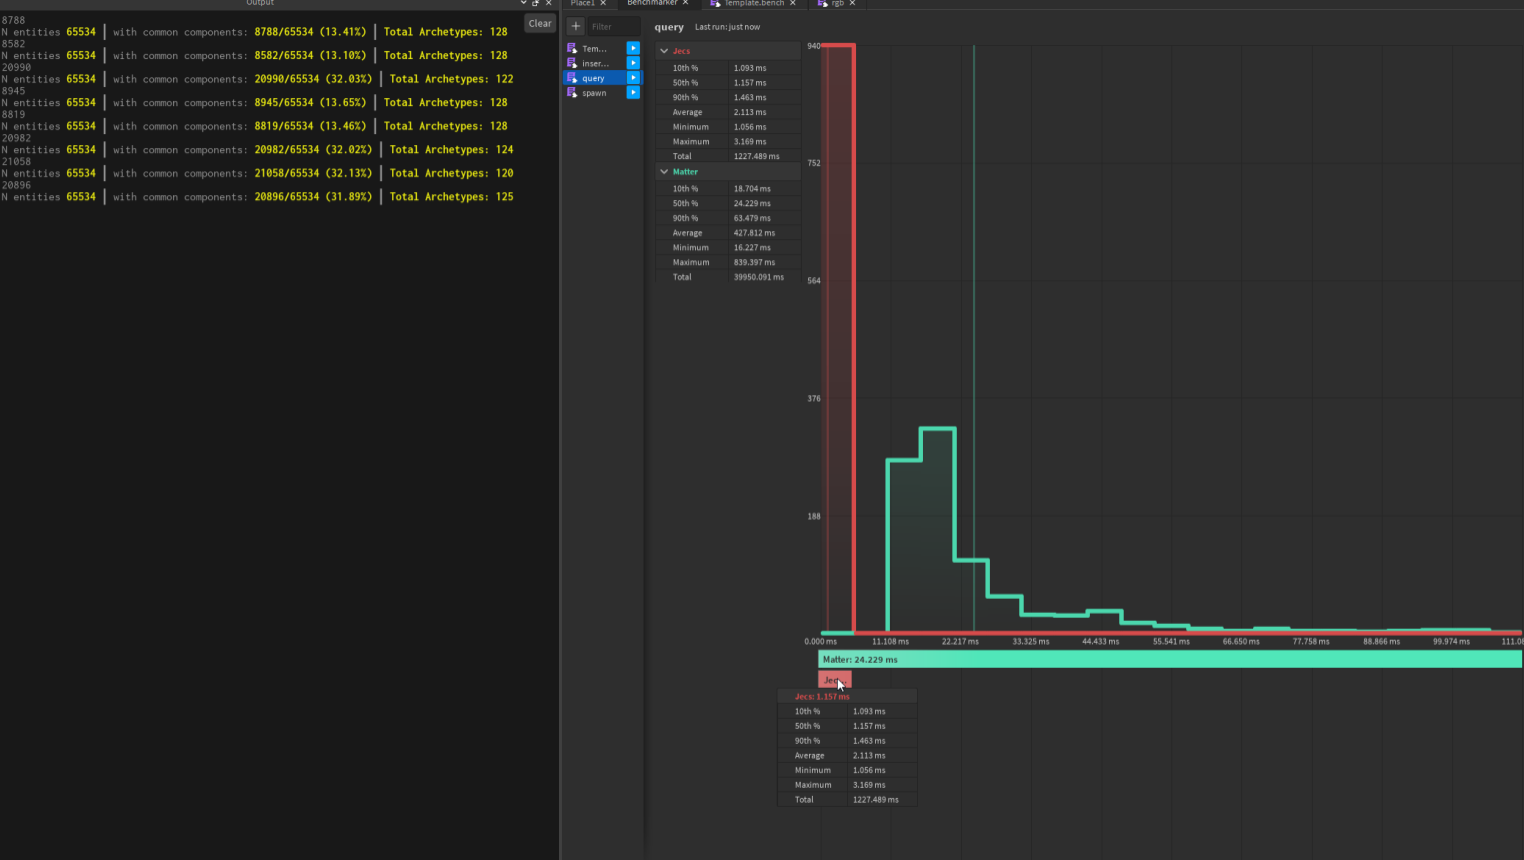 Output
Clear
8788
N entities 65534 | with common components: 8788/65534 (13.41%) | Total Archetypes: 128
8582
N entities 65534 | with common components: 8582/65534 (13.10%) | Total Archetypes: 128
20990
N entities 65534 | with common components: 20990/65534 (32.03%) | Total Archetypes: 122
8945
N entities 65534 | with common components: 8945/65534 (13.65%) | Total Archetypes: 128
8819
N entities 65534 | with common components: 8819/65534 (13.46%) | Total Archetypes: 128
20982
N entities 65534 | with common components: 20982/65534 (32.02%) | Total Archetypes: 124
21058
N entities 65534 | with common components: 21058/65534 (32.13%) | Total Archetypes: 120
20896
N entities 65534 | with common components: 20896/65534 (31.89%) | Total Archetypes: 125
Place1
Benchmarker
Template.bench
rgb
Filter
Tem...
inser...
query
spawn
query Last run: just now
Jecs
10th % 1.093 ms
50th % 1.157 ms
90th % 1.463 ms
Average 2.113 ms
Minimum 1.056 ms
Maximum 3.169 ms
Total 1227.489 ms
Matter
10th % 18.704 ms
50th % 24.229 ms
90th % 63.479 ms
Average 427.812 ms
Minimum 16.227 ms
Maximum 839.397 ms
Total 39950.091 ms
940
752
564
376
188
0.000 ms 11.108 ms 22.217 ms 33.325 ms 44.433 ms 55.541 ms 66.650 ms 77.758 ms 88.866 ms 99.974 ms 111.0
Matter: 24.229 ms
Jecs: 1.157 ms
10th % 1.093 ms
50th % 1.157 ms
90th % 1.463 ms
Average 2.113 ms
Minimum 1.056 ms
Maximum 3.169 ms
Total 1227.489 ms